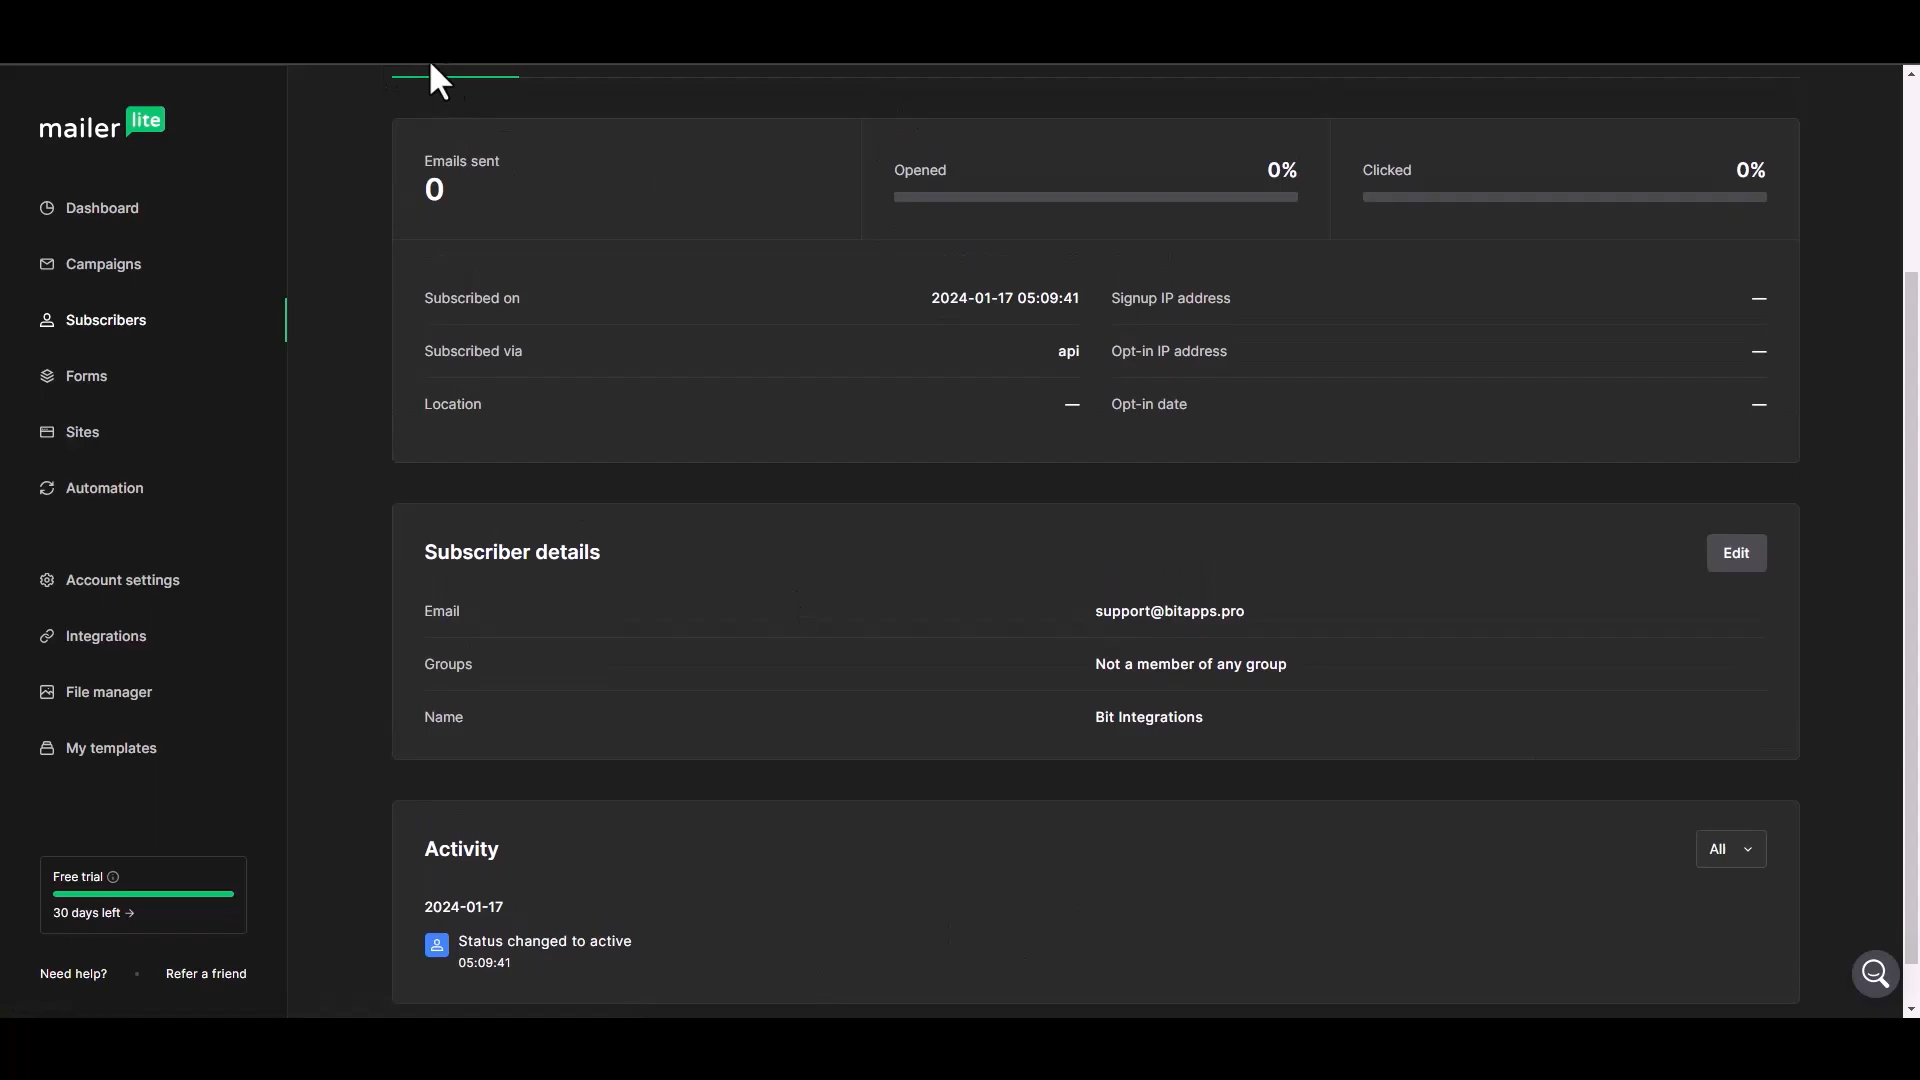 mailer lite
Dashboard
Campaigns
Subscribers
Forms
Sites
Automation
Account settings
Integrations
File manager
My templates
Free trial
30 days left →
Need help? • Refer a friend
Emails sent
0
Opened 0%
Clicked 0%
Subscribed on 2024-01-17 05:09:41
Signup IP address —
Subscribed via api
Opt-in IP address —
Location —
Opt-in date —
Subscriber details
Edit
Email support@bitapps.pro
Groups Not a member of any group
Name Bit Integrations
Activity
All
2024-01-17
Status changed to active
05:09:41